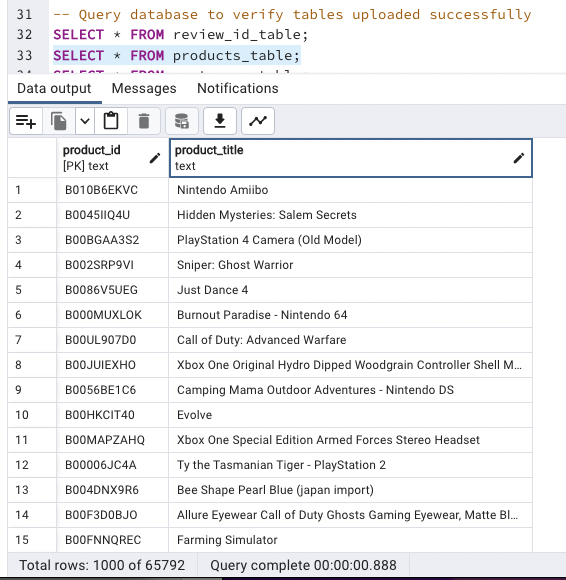 31 -- Query database to verify tables uploaded successfully
32 SELECT * FROM review_id_table;
33 SELECT * FROM products_table;
Data output Messages Notifications
product_id product_title
[PK] text text
1 B010B6EKVC Nintendo Amiibo
2 B0045IIQ4U Hidden Mysteries: Salem Secrets
3 B00BGAA3S2 PlayStation 4 Camera (Old Model)
4 B002SRP9VI Sniper: Ghost Warrior
5 B0086V5UEG Just Dance 4
6 B000MUXLOK Burnout Paradise - Nintendo 64
7 B00UL907D0 Call of Duty: Advanced Warfare
8 B00JUIEXHO Xbox One Original Hydro Dipped Woodgrain Controller Shell M...
9 B0056BE1C6 Camping Mama Outdoor Adventures - Nintendo DS
10 B00HKCIT40 Evolve
11 B00MAPZAHQ Xbox One Special Edition Armed Forces Stereo Headset
12 B00006JC4A Ty the Tasmanian Tiger - PlayStation 2
13 B004DNX9R6 Bee Shape Pearl Blue (japan import)
14 B00F3D0BJO Allure Eyewear Call of Duty Ghosts Gaming Eyewear, Matte Bl...
15 B00FNNQREC Farming Simulator
Total rows: 1000 of 65792 Query complete 00:00:00.888